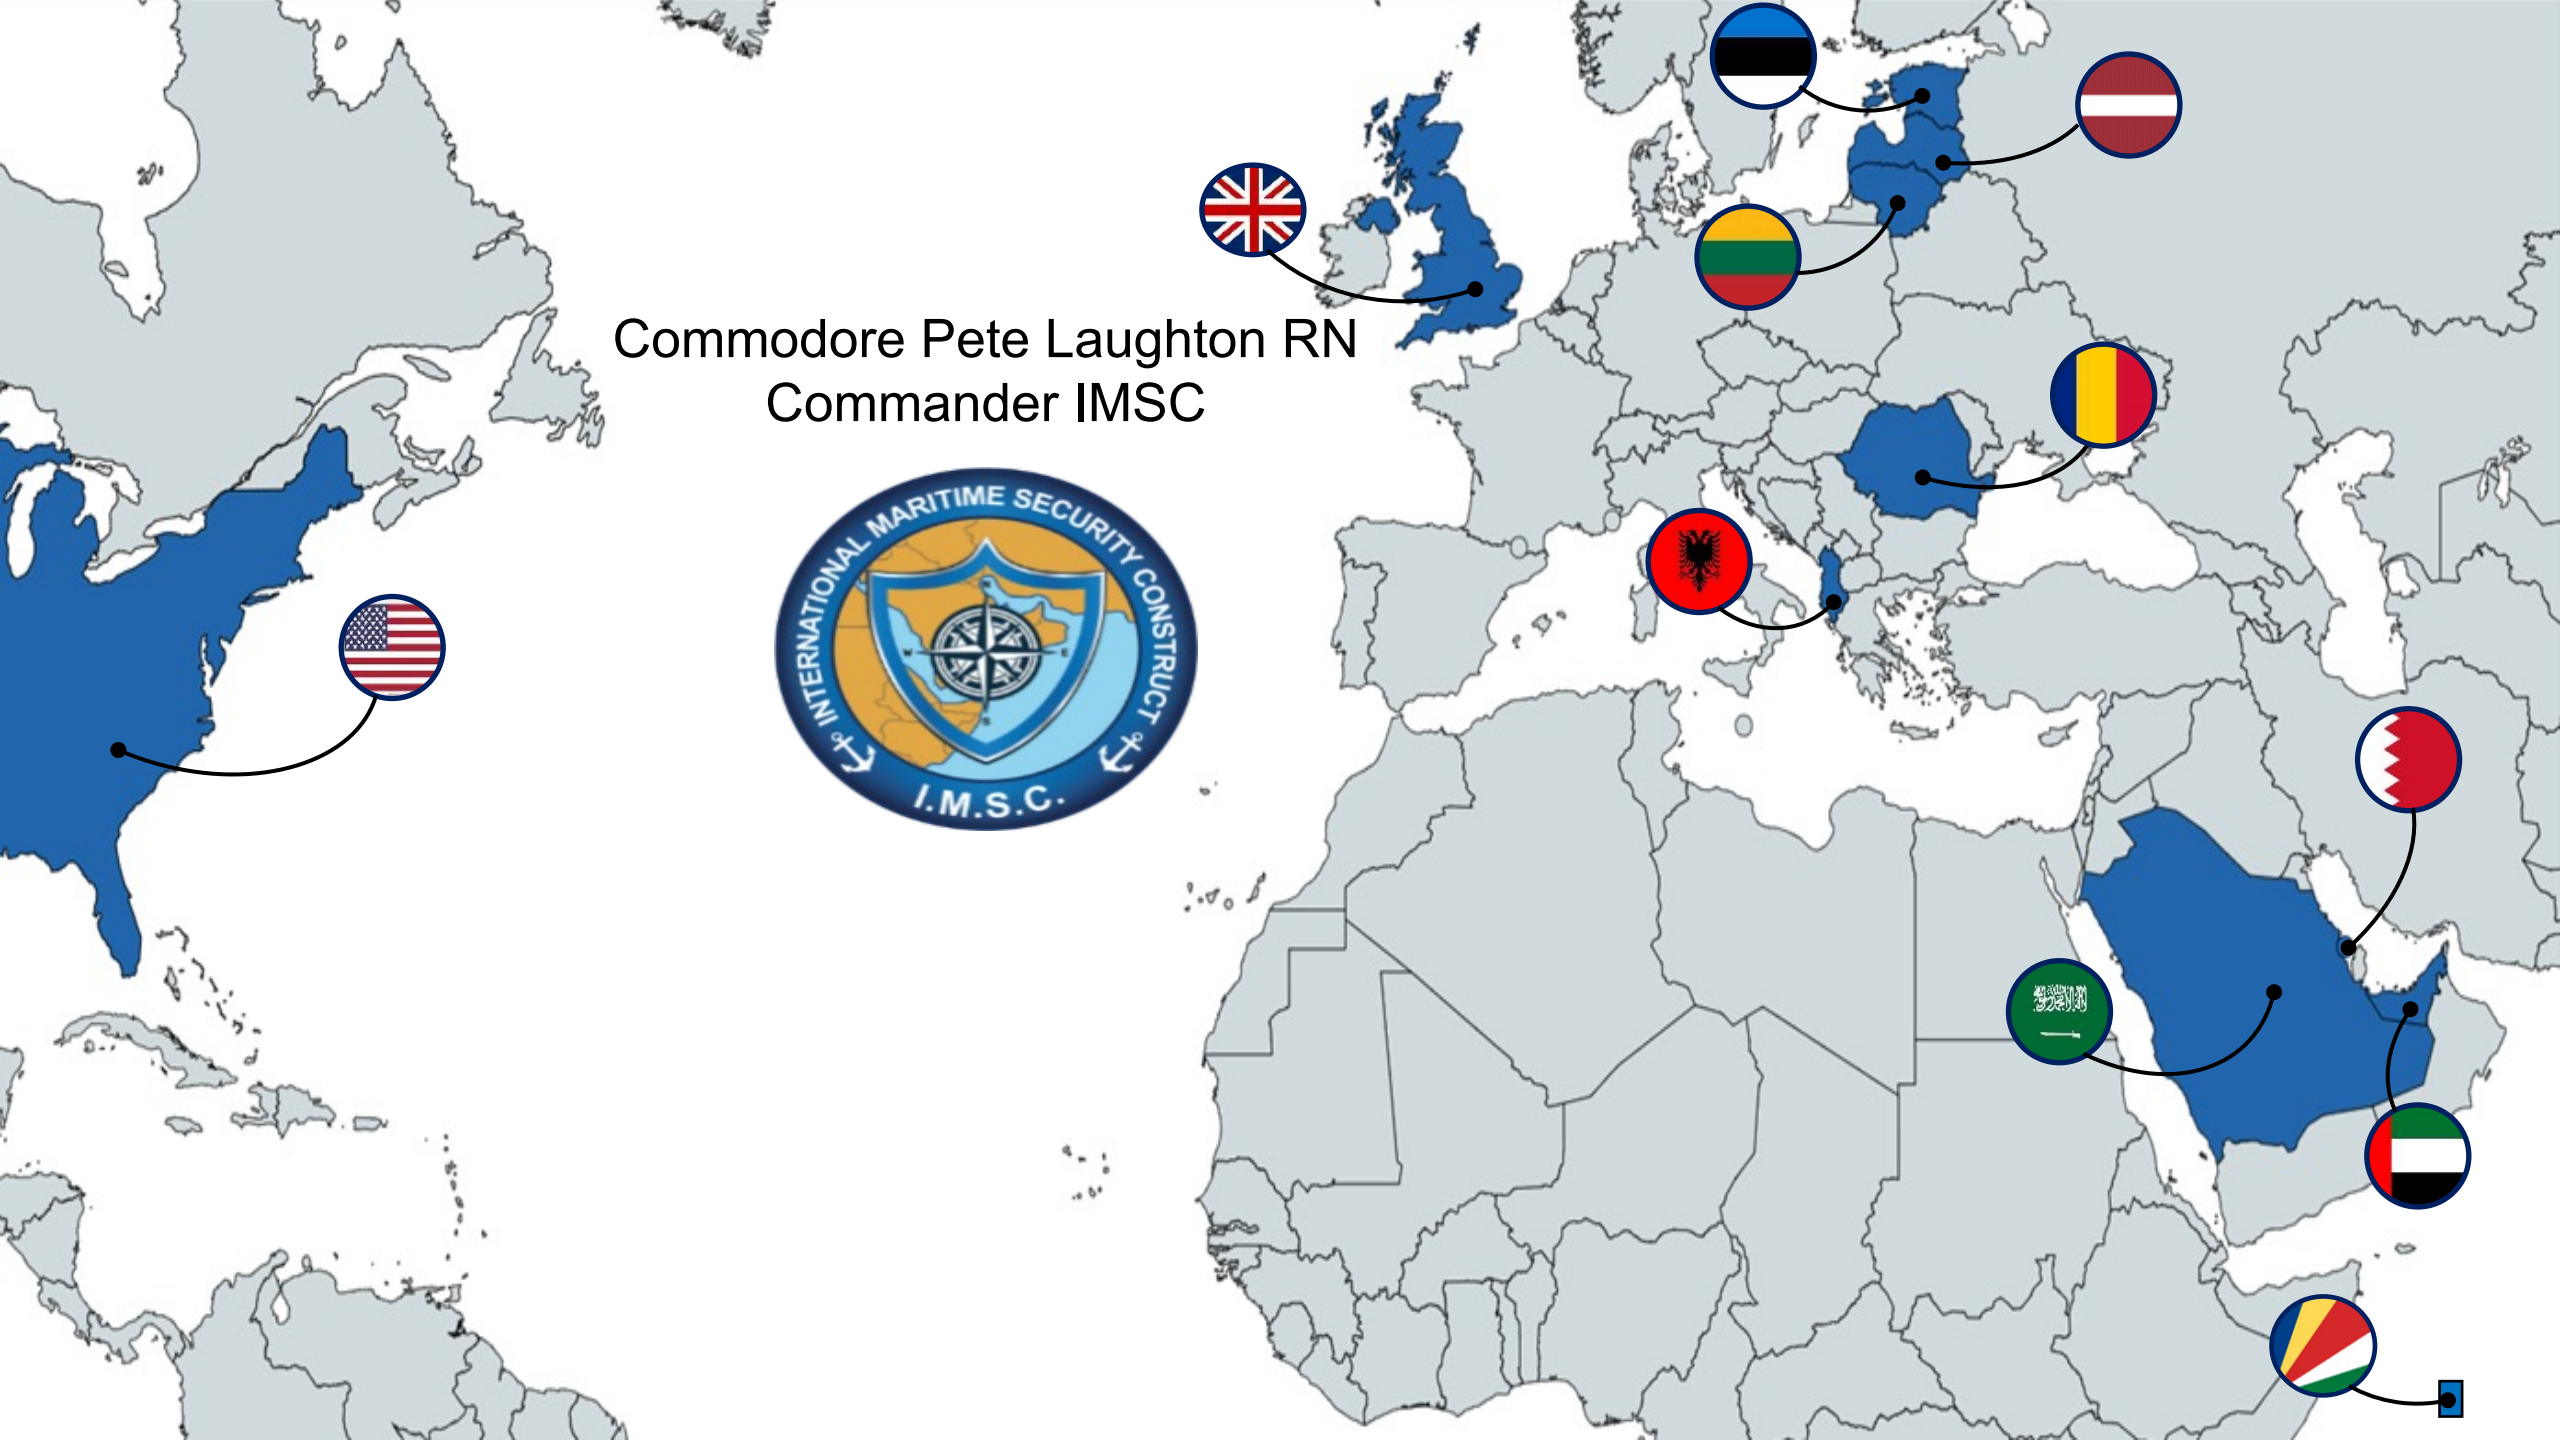 Commodore Pete Laughton RN
Commander IMSC
INTERNATIONAL MARITIME SECURITY CONSTRUCT
W E
S
I.M.S.C.